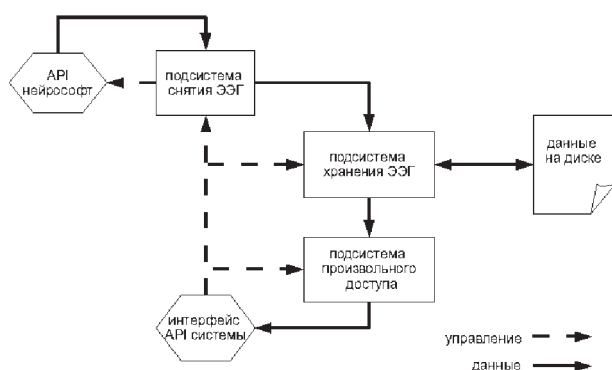 API
нейрософт
подсистема
снятия ЭЭГ
подсистема
хранения ЭЭГ
данные
на диске
подсистема
произвольного
доступа
интерфейс
API системы
управление
данные